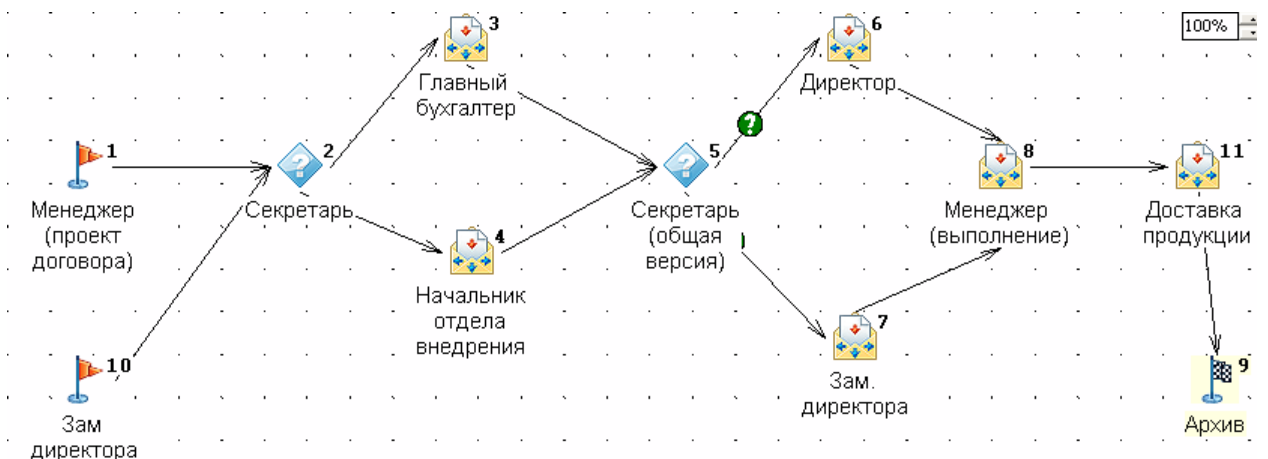 100%
1
Менеджер
(проект
договора)
10
Зам
директора
2
Секретарь
3
Главный
бухгалтер
4
Начальник
отдела
внедрения
5
Секретарь
(общая
версия)
6
Директор
7
Зам.
директора
8
Менеджер
(выполнение)
11
Доставка
продукции
9
Архив